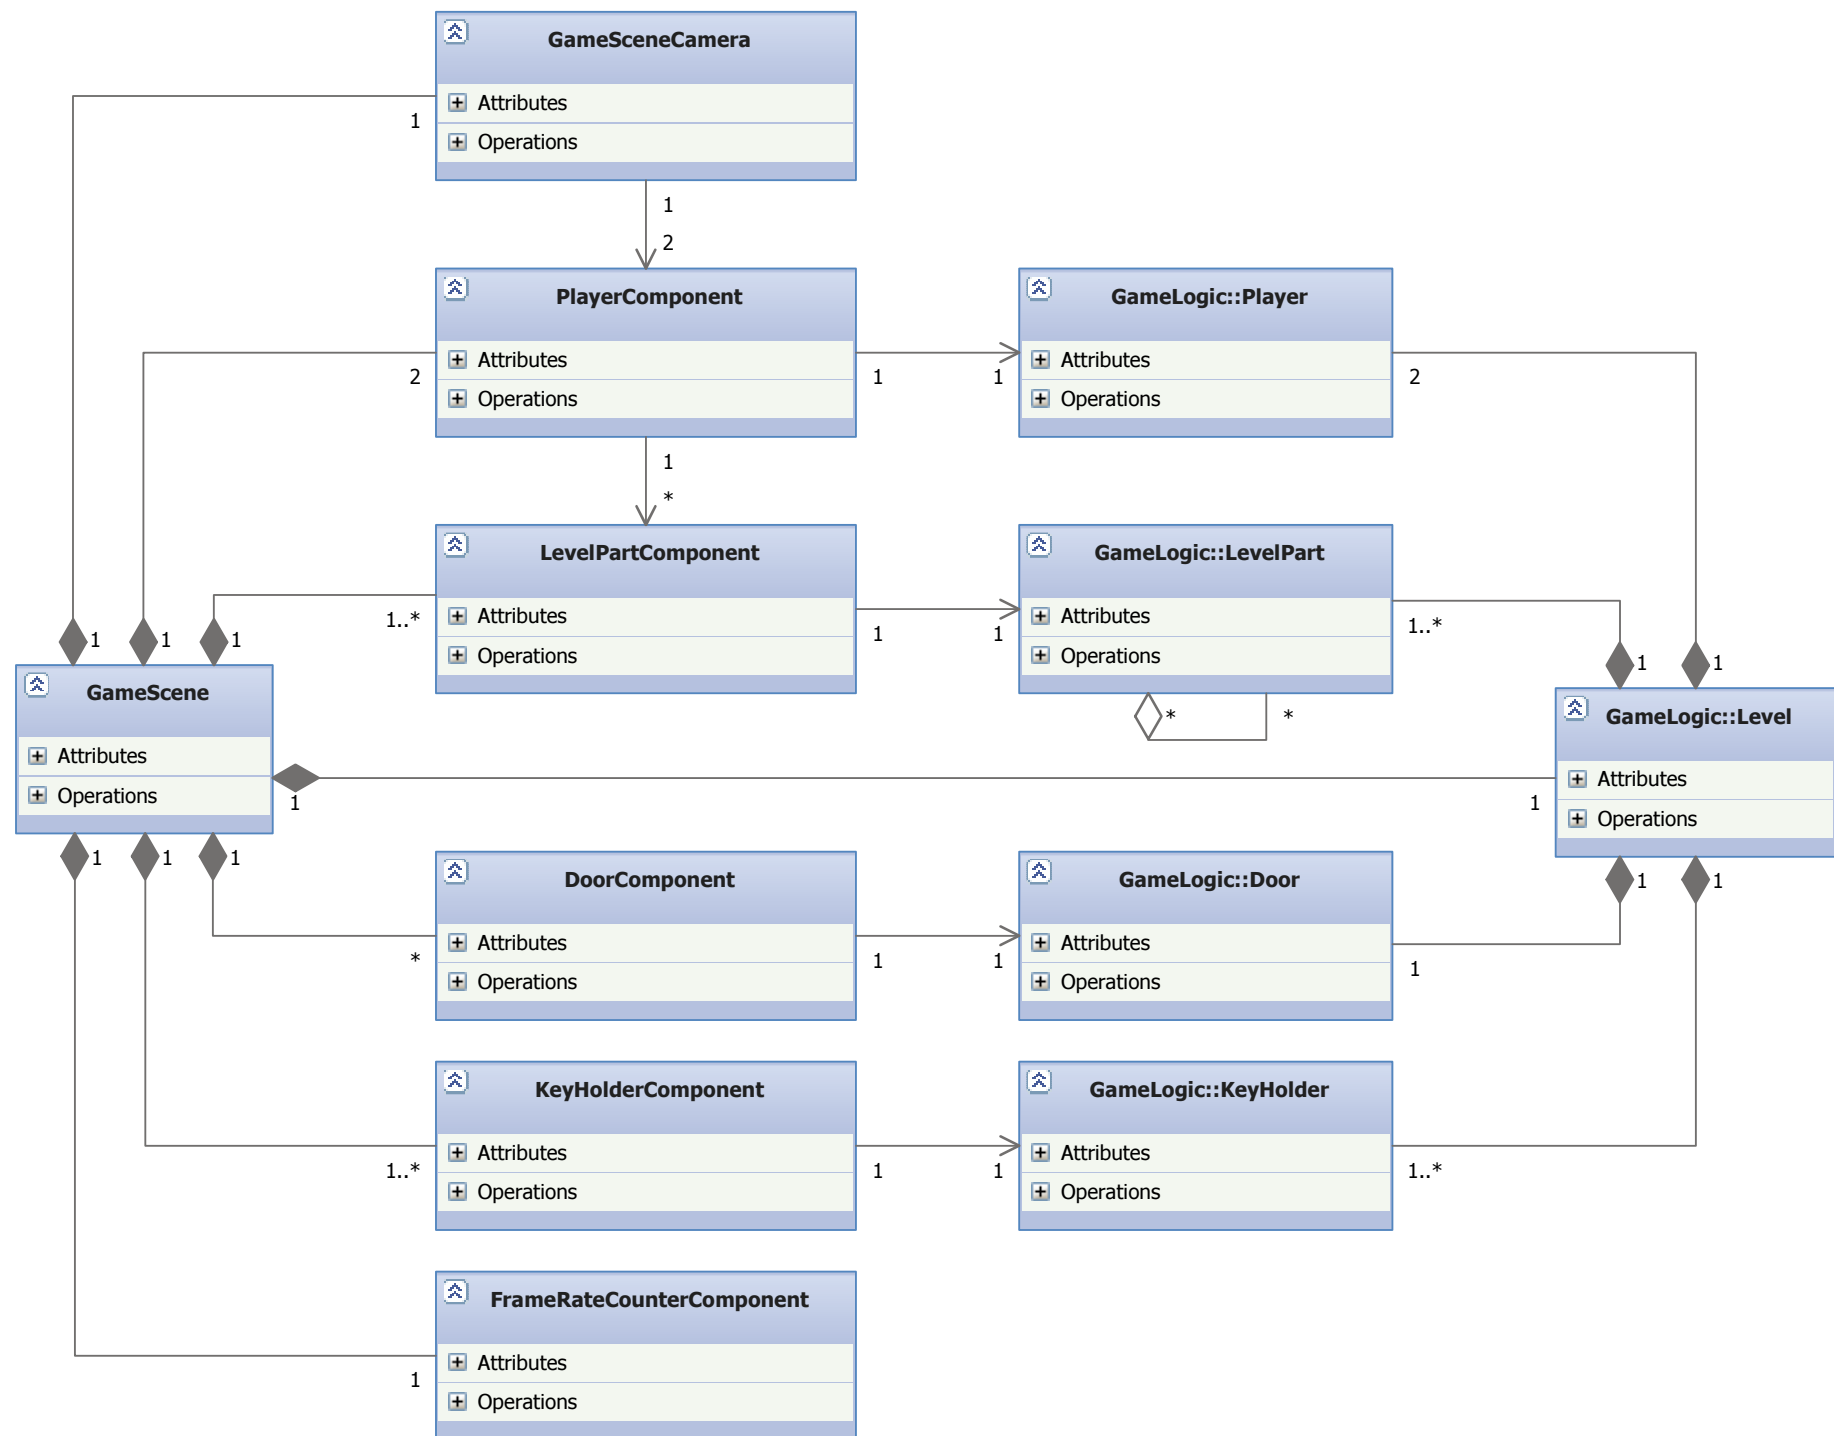 GameSceneCamera
Attributes
1
Operations
1
2
PlayerComponent
GameLogic::Player
Attributes
Attributes
2
1
1
2
Operations
Operations
1
*
LevelPartComponent
GameLogic::LevelPart
Attributes
Attributes
1..*
1
1
1..*
Operations
Operations
1
1
1
1
1
GameScene
*
*
GameLogic::Level
Attributes
Attributes
Operations
1
1
Operations
1
1
1
DoorComponent
GameLogic::Door
1
1
Attributes
Attributes
*
1
1
1
Operations
Operations
KeyHolderComponent
GameLogic::KeyHolder
Attributes
Attributes
1..*
1
1
1..*
Operations
Operations
FrameRateCounterComponent
Attributes
1
Operations